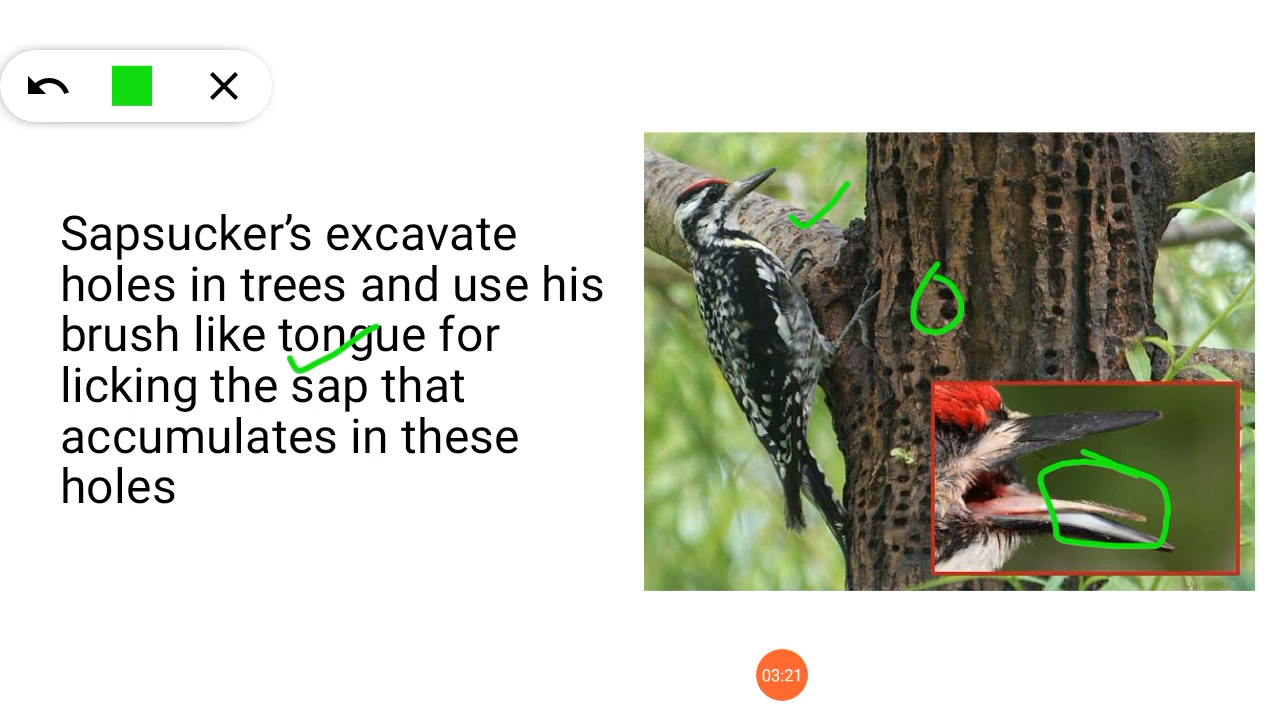 Sapsucker’s excavate
holes in trees and use his
brush like tongue for
licking the sap that
accumulates in these
holes
03:21